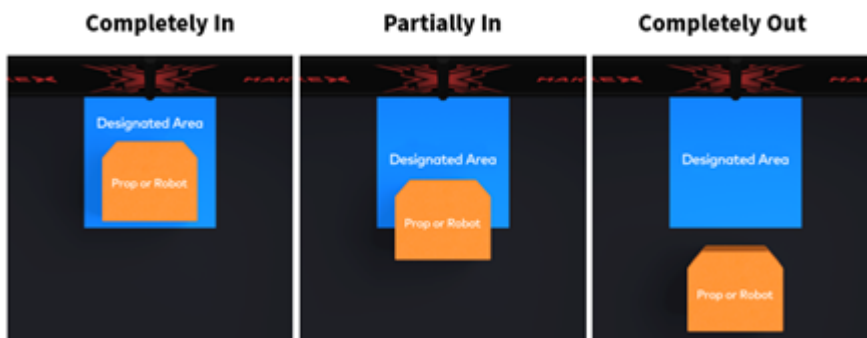 Completely In
Partially In
Completely Out
Designated Area
Prop or Robot
Designated Area
Prop or Robot
Designated Area
Prop or Robot